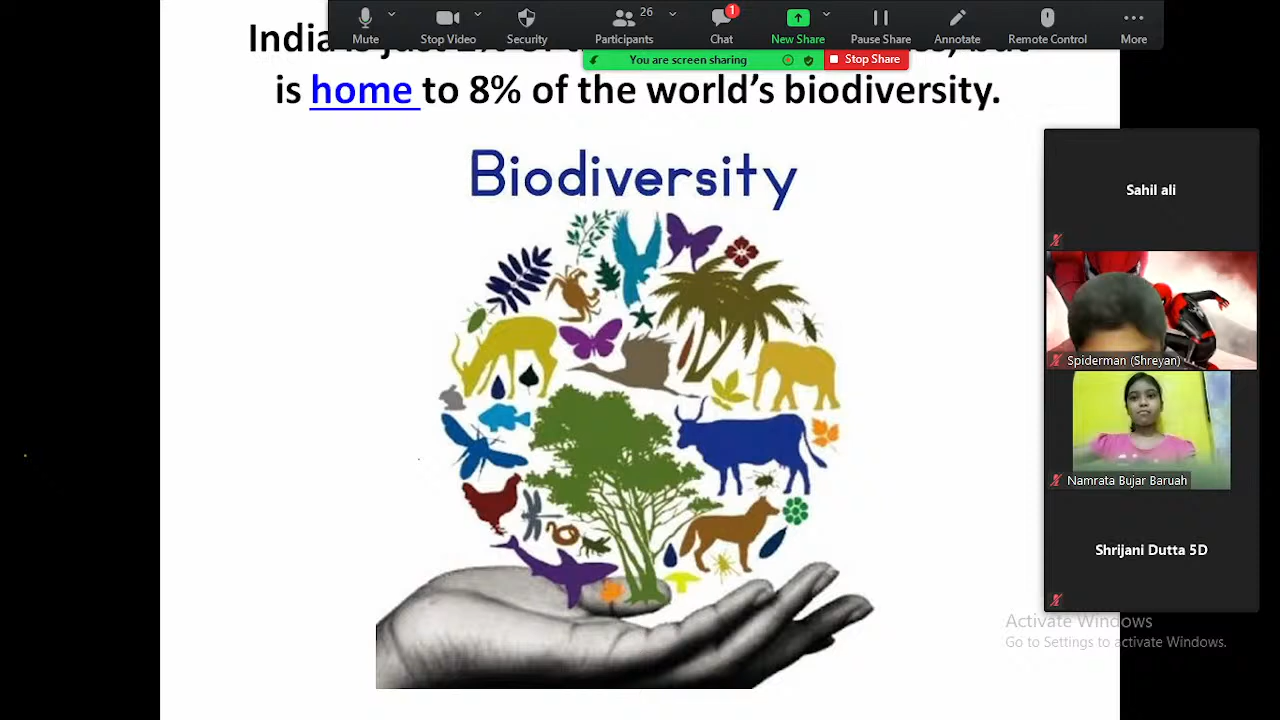 Mute
Stop Video
Security
26
Participants
1
Chat
New Share
Pause Share
Annotate
Remote Control
More
You are screen sharing
Stop Share
India
is home to 8% of the world's biodiversity.
Biodiversity
Sahil ali
Spiderman (Shreyan)
Namrata Bujar Baruah
Shrijani Dutta 5D
Activate Windows
Go to Settings to activate Windows.